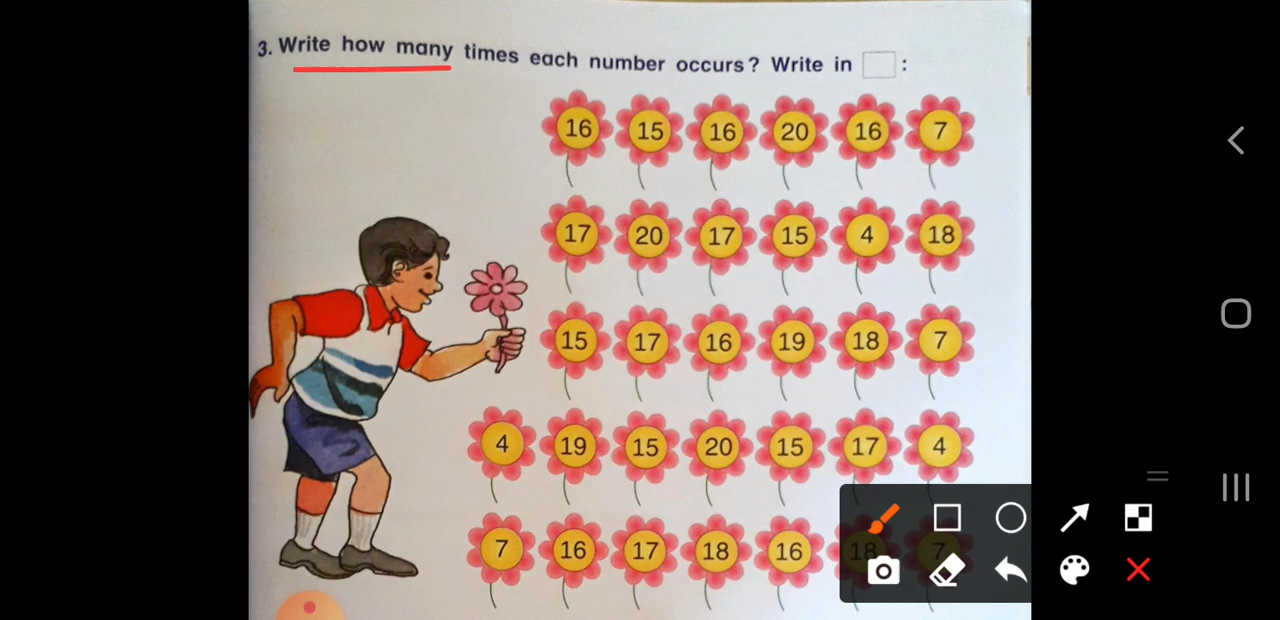 3. Write how many times each number occurs? Write in :
16 15 16 20 16 7
17 20 17 15 4 18
15 17 16 19 18 7
4 19 15 20 15 17 4
7 16 17 18 16 18 7